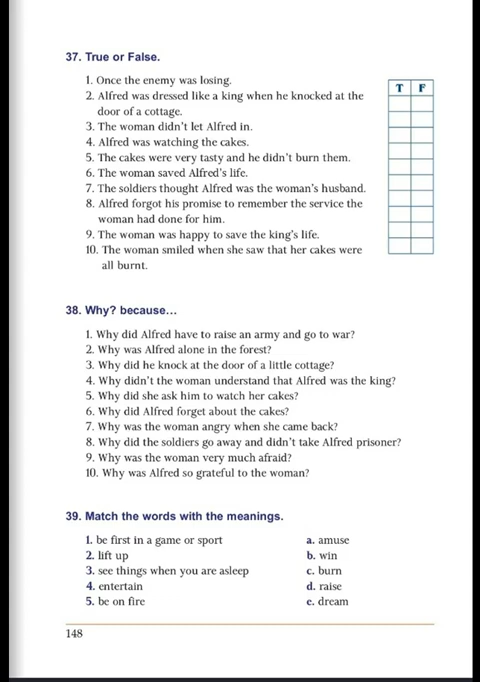 37. True or False.
1. Once the enemy was losing.
2. Alfred was dressed like a king when he knocked at the
door of a cottage.
3. The woman didn't let Alfred in.
4. Alfred was watching the cakes.
5. The cakes were very tasty and he didn't burn them.
6. The woman saved Alfred's life.
7. The soldiers thought Alfred was the woman's husband.
8. Alfred forgot his promise to remember the service the
woman had done for him.
9. The woman was happy to save the king's life.
10. The woman smiled when she saw that her cakes were
all burnt.
T F
38. Why? because...
1. Why did Alfred have to raise an army and go to war?
2. Why was Alfred alone in the forest?
3. Why did he knock at the door of a little cottage?
4. Why didn't the woman understand that Alfred was the king?
5. Why did she ask him to watch her cakes?
6. Why did Alfred forget about the cakes?
7. Why was the woman angry when she came back?
8. Why did the soldiers go away and didn't take Alfred prisoner?
9. Why was the woman very much afraid?
10. Why was Alfred so grateful to the woman?
39. Match the words with the meanings.
1. be first in a game or sport
2. lift up
3. see things when you are asleep
4. entertain
5. be on fire
a. amuse
b. win
c. burn
d. raise
e. dream
148